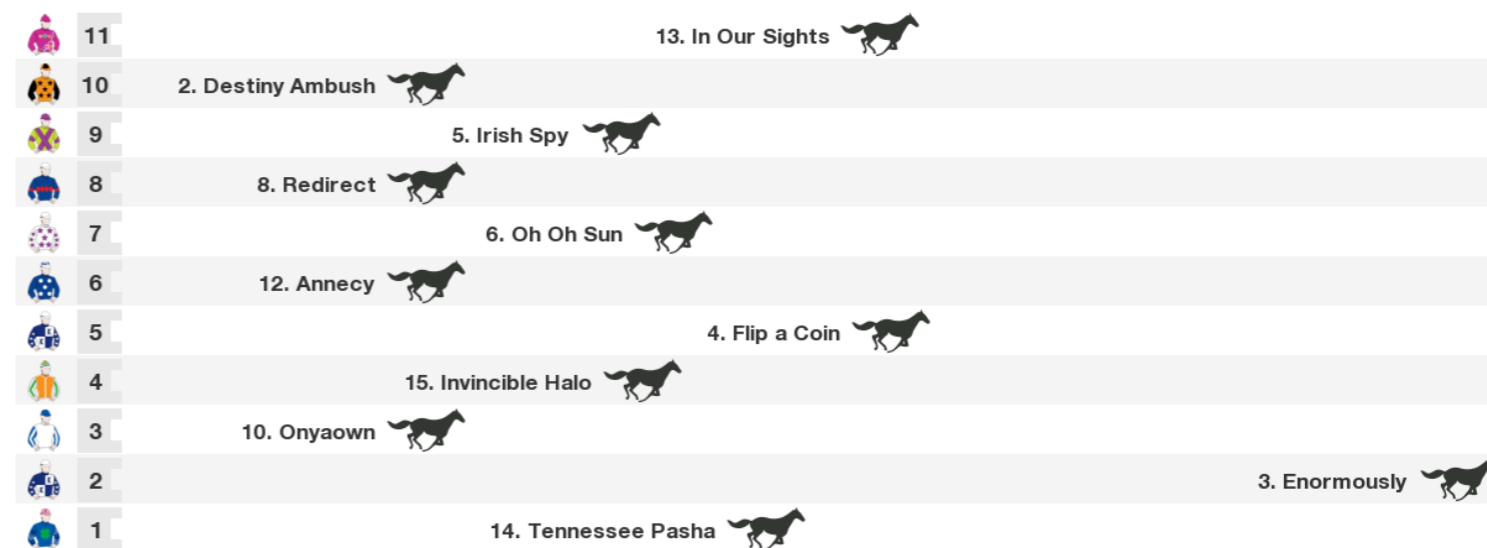 11 13. In Our Sights
10 2. Destiny Ambush
9 5. Irish Spy
8 8. Redirect
7 6. Oh Oh Sun
6 12. Annecy
5 4. Flip a Coin
4 15. Invincible Halo
3 10. Onyaown
2 3. Enormously
1 14. Tennessee Pasha